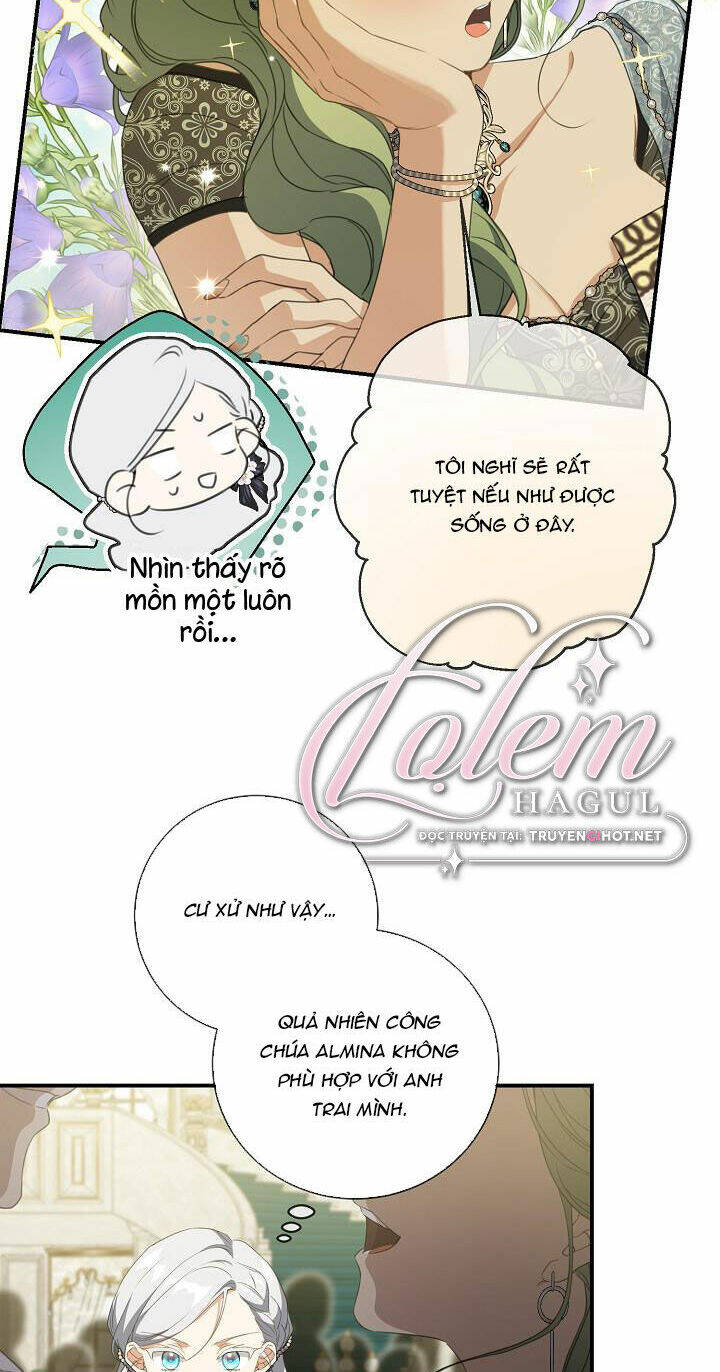 TÔI NGHĨ SẼ RẤT
TUYỆT NẾU NHƯ ĐƯỢC
SỐNG Ở ĐÂY.
Nhìn thấy rõ
mồn một luôn
rồi...
Lọlem
HAGUL
ĐỌC TRUYỆN TẠI: TRUYENQIHOT.NET
CƯ XỬ NHƯ VẬY...
QUẢ NHIÊN CÔNG
CHÚA ALMINA KHÔNG
PHÙ HỢP VỚI ANH
TRAI MÌNH.